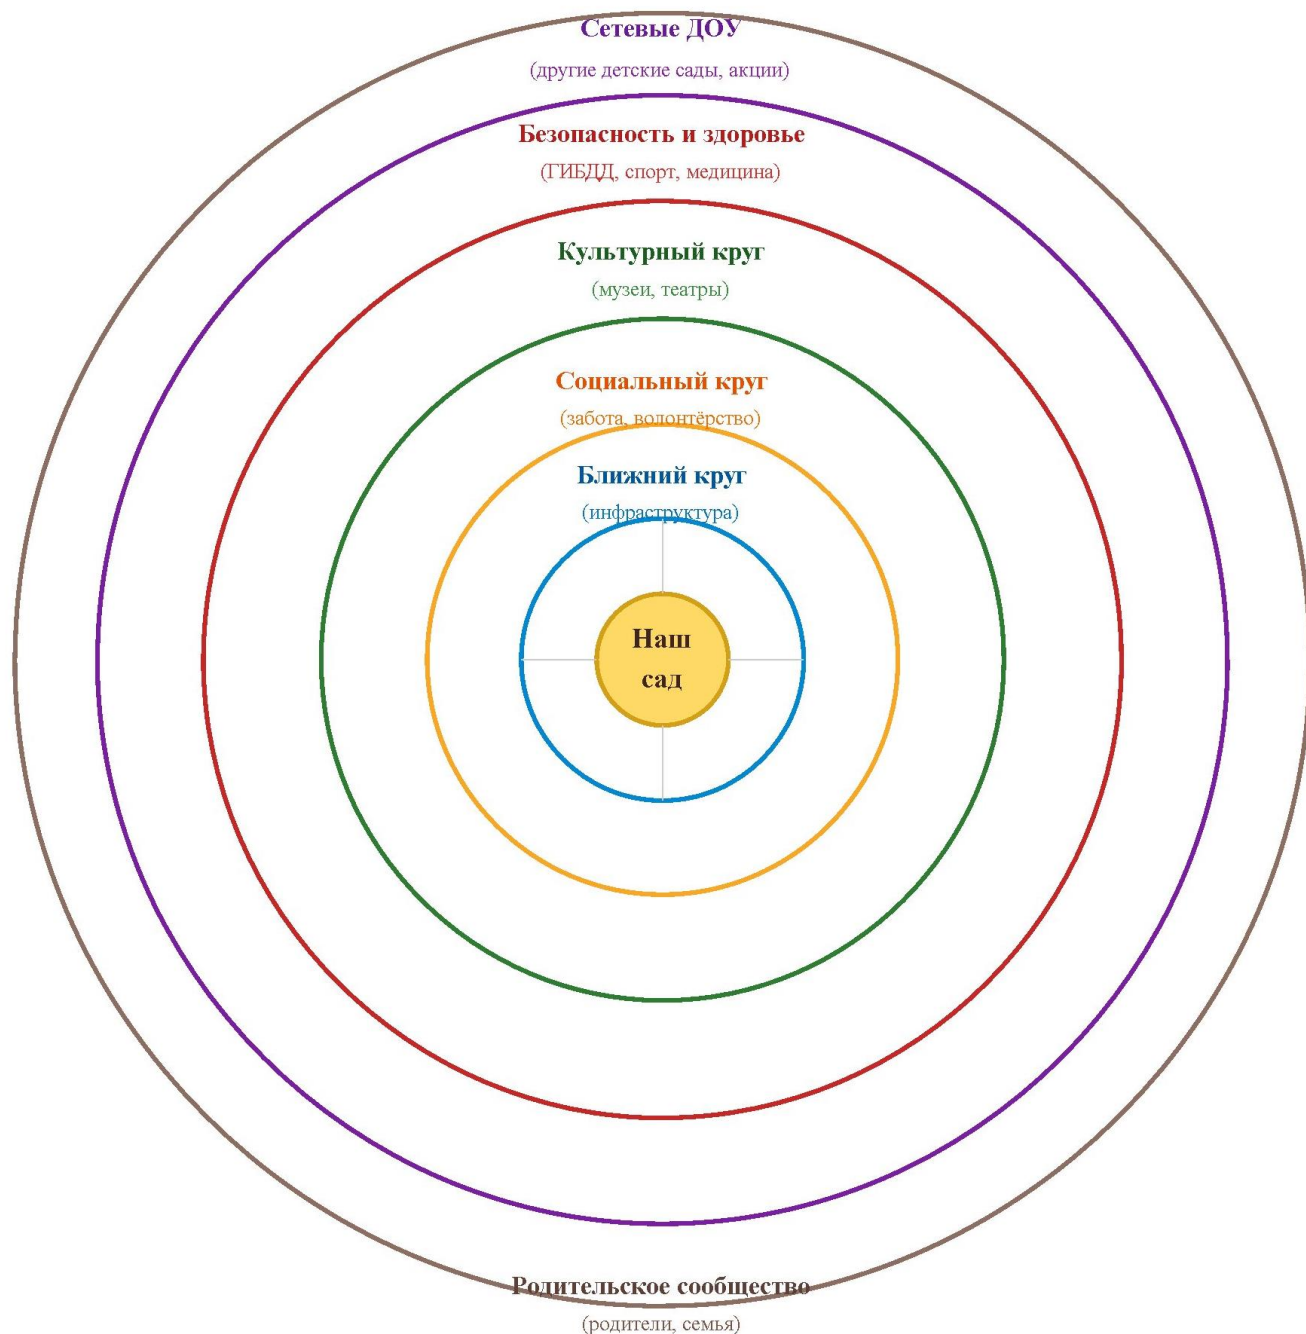 Сетевые ДОУ
(другие детские сады, акции)
Безопасность и здоровье
(ГИБДД, спорт, медицина)
Культурный круг
(музеи, театры)
Социальный круг
(забота, волонтёрство)
Ближний круг
(инфраструктура)
Наш
сад
Родительское сообщество
(родители, семья)